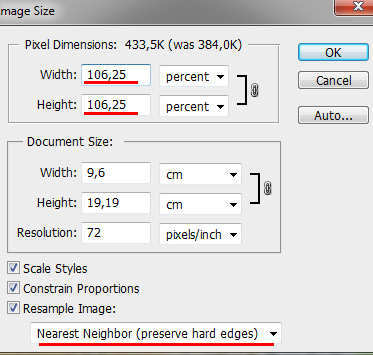 mage Size
Pixel Dimensions: 433,5K (was 384,0K)
Width: 106,25 percent
Height: 106,25 percent
OK
Cancel
Auto...
Document Size:
Width: 9,6 cm
Height: 19,19 cm
Resolution: 72 pixels/inch
Scale Styles
Constrain Proportions
Resample Image:
Nearest Neighbor (preserve hard edges)